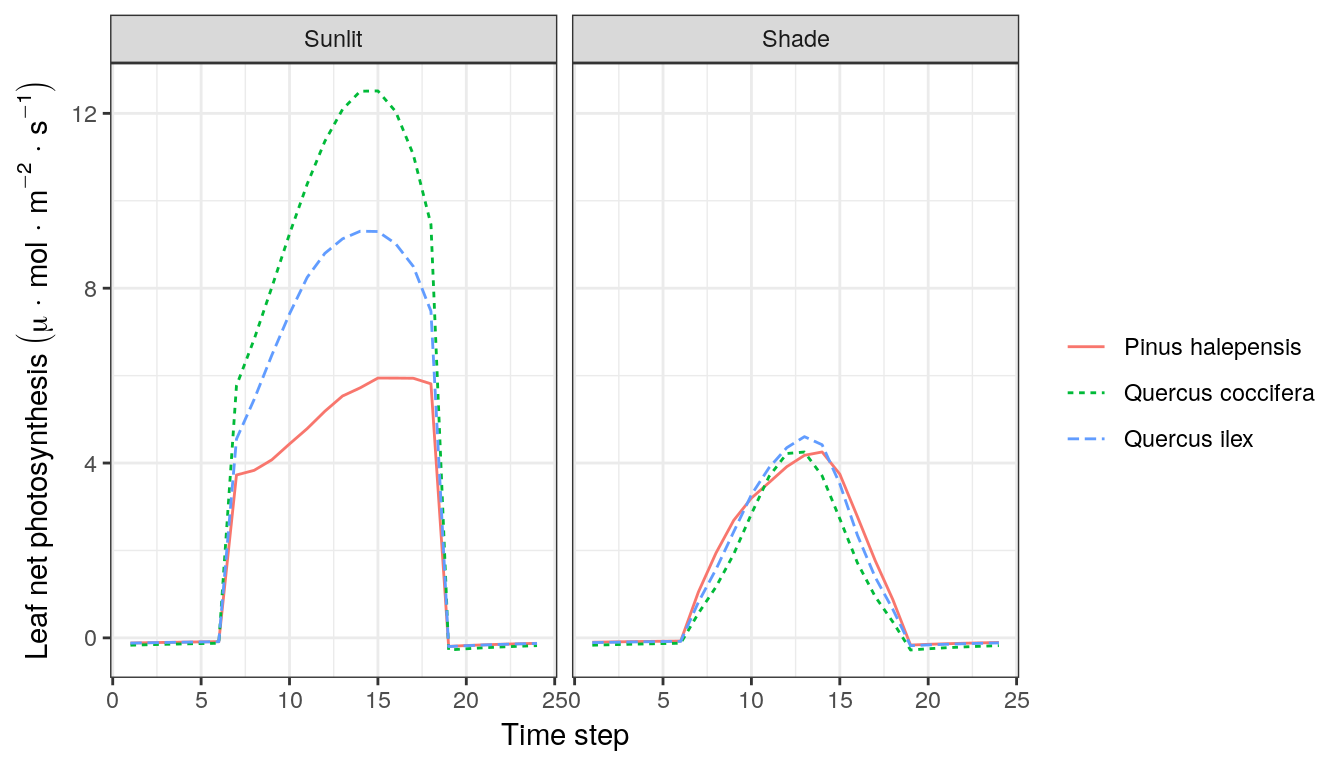 Sunlit
Shade
Leaf net photosynthesis (μ · mol · m⁻² · s⁻¹)
12
8
4
0
0 5 10 15 20 25
0 5 10 15 20 25
Time step
Pinus halepensis
Quercus coccifera
Quercus ilex